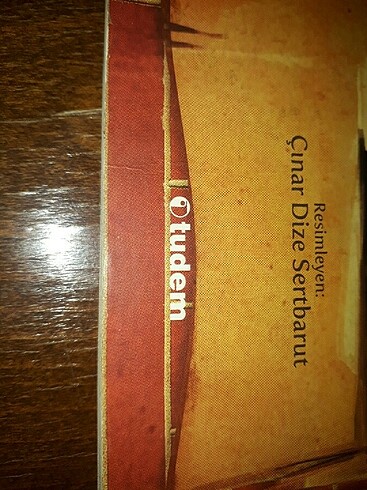 Resimleyen:
Çınar Dize Sertbarut
tudem